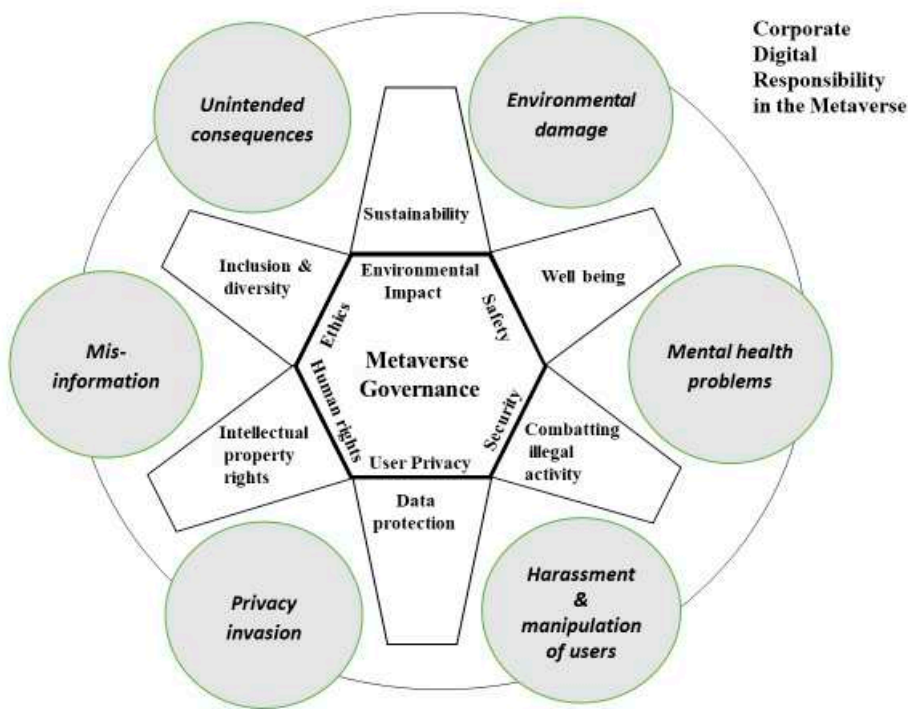 Corporate
Digital
Responsibility
in the Metaverse
Unintended
consequences
Environmental
damage
Sustainability
Inclusion &
diversity
Environmental
Impact
Well being
Ethics
Safety
Mis-
information
Metaverse
Governance
Mental health
problems
Human rights
Security
Intellectual
property
rights
User Privacy
Combatting
illegal
activity
Data
protection
Privacy
invasion
Harassment
&
manipulation
of users